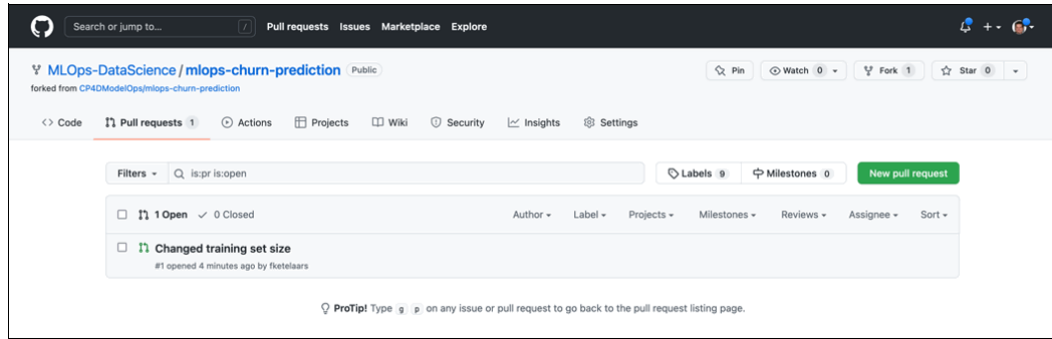 Search or jump to... / Pull requests Issues Marketplace Explore
MLOps-DataScience / mlops-churn-prediction Public Pin Watch 0 Fork 1 Star 0
forked from CP4DModelOps/mlops-churn-prediction
<> Code Pull requests 1 Actions Projects Wiki Security Insights Settings
Filters is:pr is:open Labels 9 Milestones 0 New pull request
1 Open 0 Closed Author Label Projects Milestones Reviews Assignee Sort
Changed training set size
#1 opened 4 minutes ago by fketelaars
ProTip! Type g p on any issue or pull request to go back to the pull request listing page.